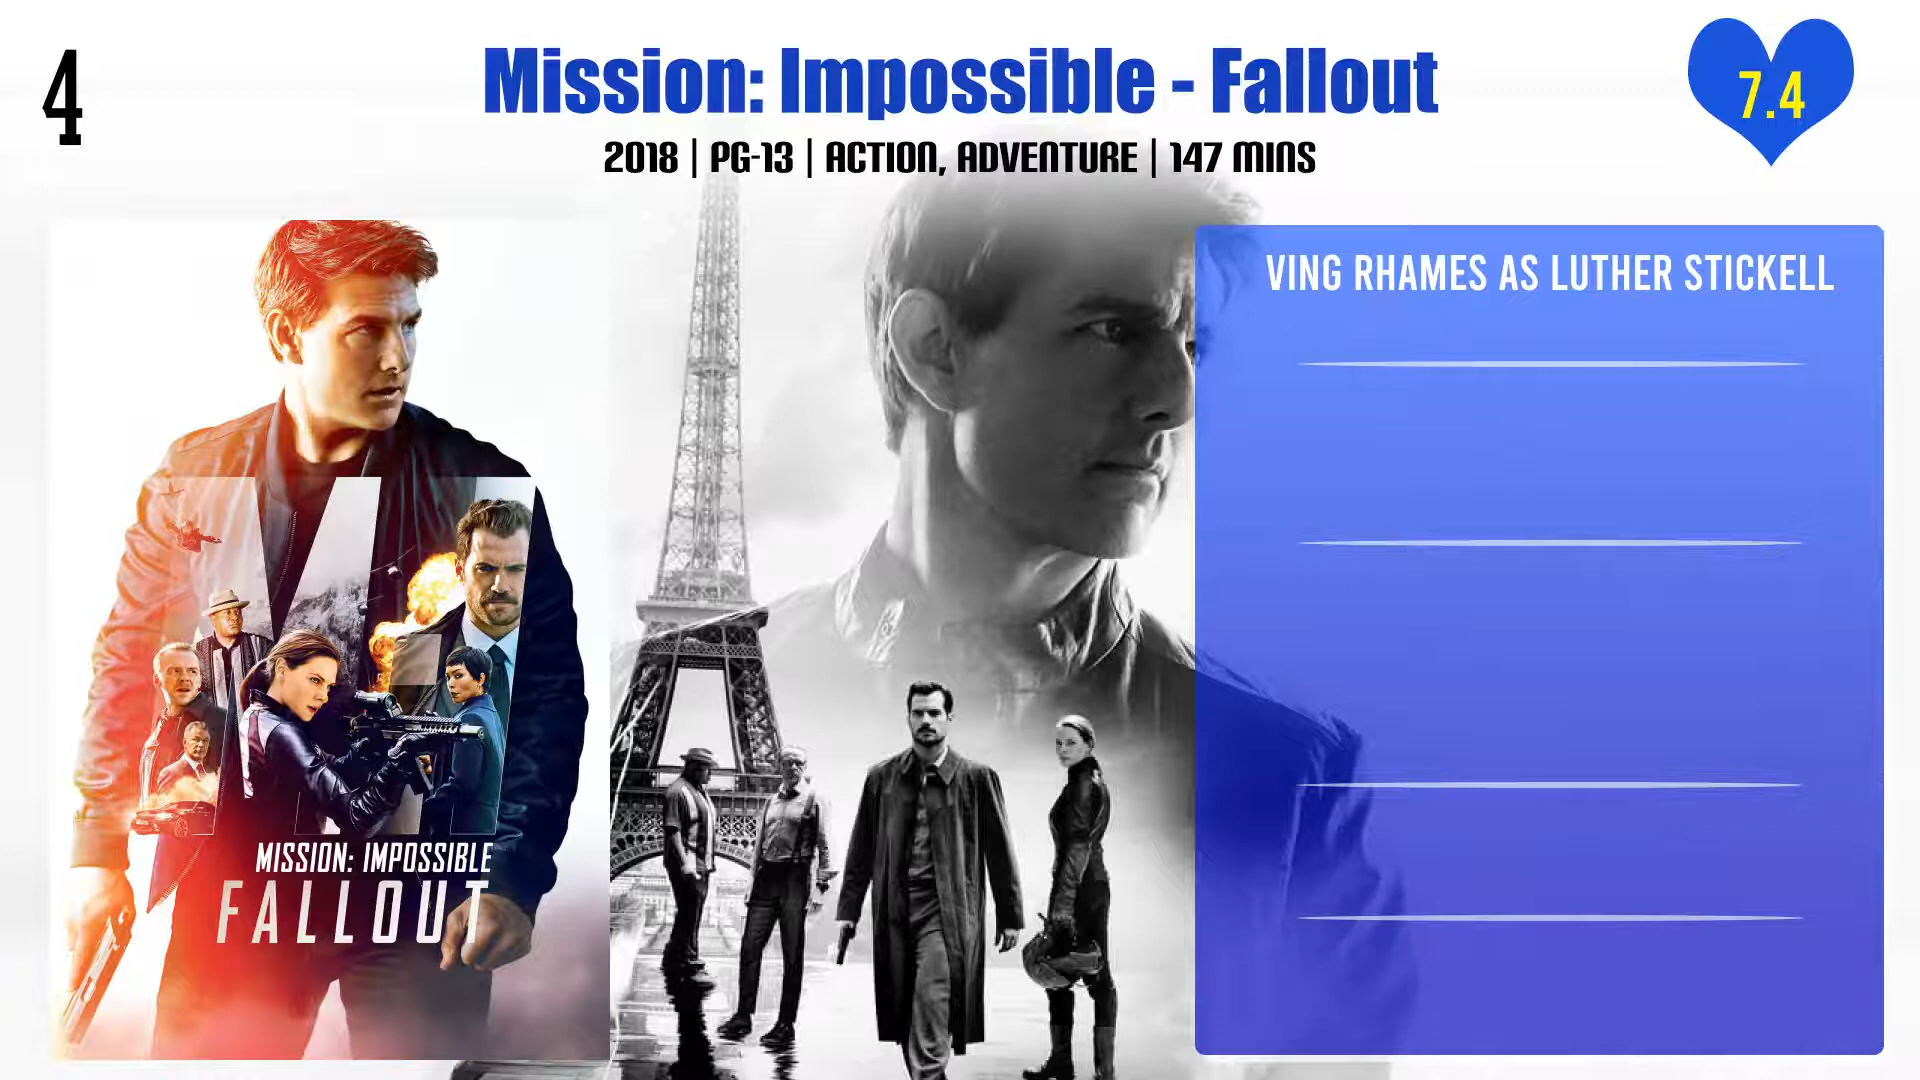 4
Mission: Impossible - Fallout
7.4
2018 | PG-13 | ACTION, ADVENTURE | 147 MINS
VING RHAMES AS LUTHER STICKELL
MISSION: IMPOSSIBLE
FALLOUT